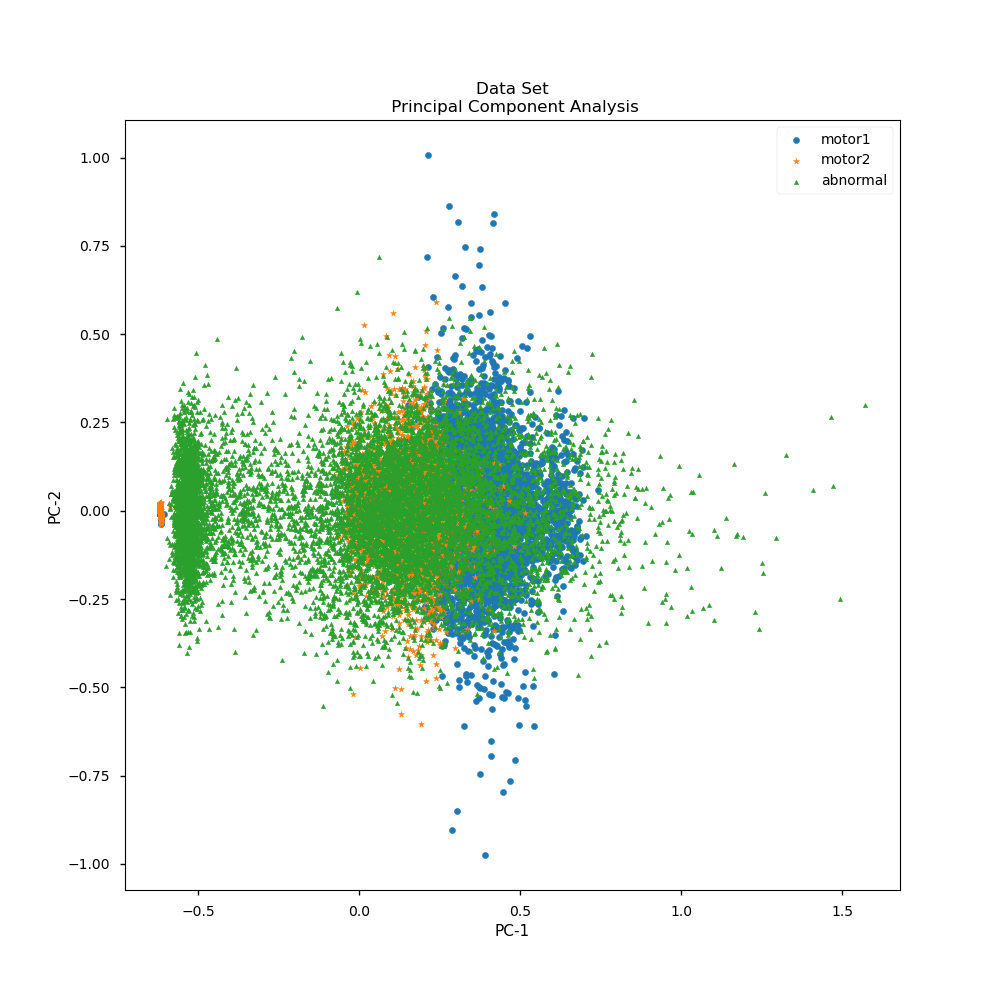 Data Set
Principal Component Analysis
motor1
motor2
abnormal
1.00
0.75
0.50
0.25
0.00
−0.25
−0.50
−0.75
−1.00
PC-2
−0.5
0.0
0.5
1.0
1.5
PC-1